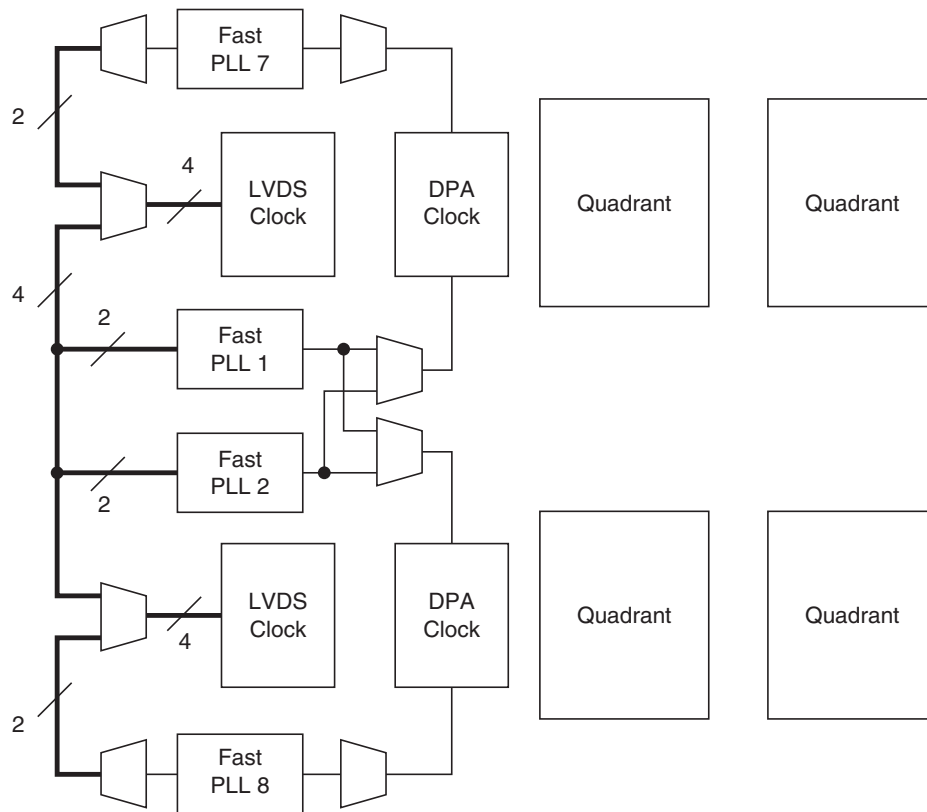 Fast
PLL 7
2
4
LVDS
Clock
DPA
Clock
Quadrant
Quadrant
4
2
Fast
PLL 1
Fast
PLL 2
2
LVDS
Clock
DPA
Clock
Quadrant
Quadrant
4
2
Fast
PLL 8